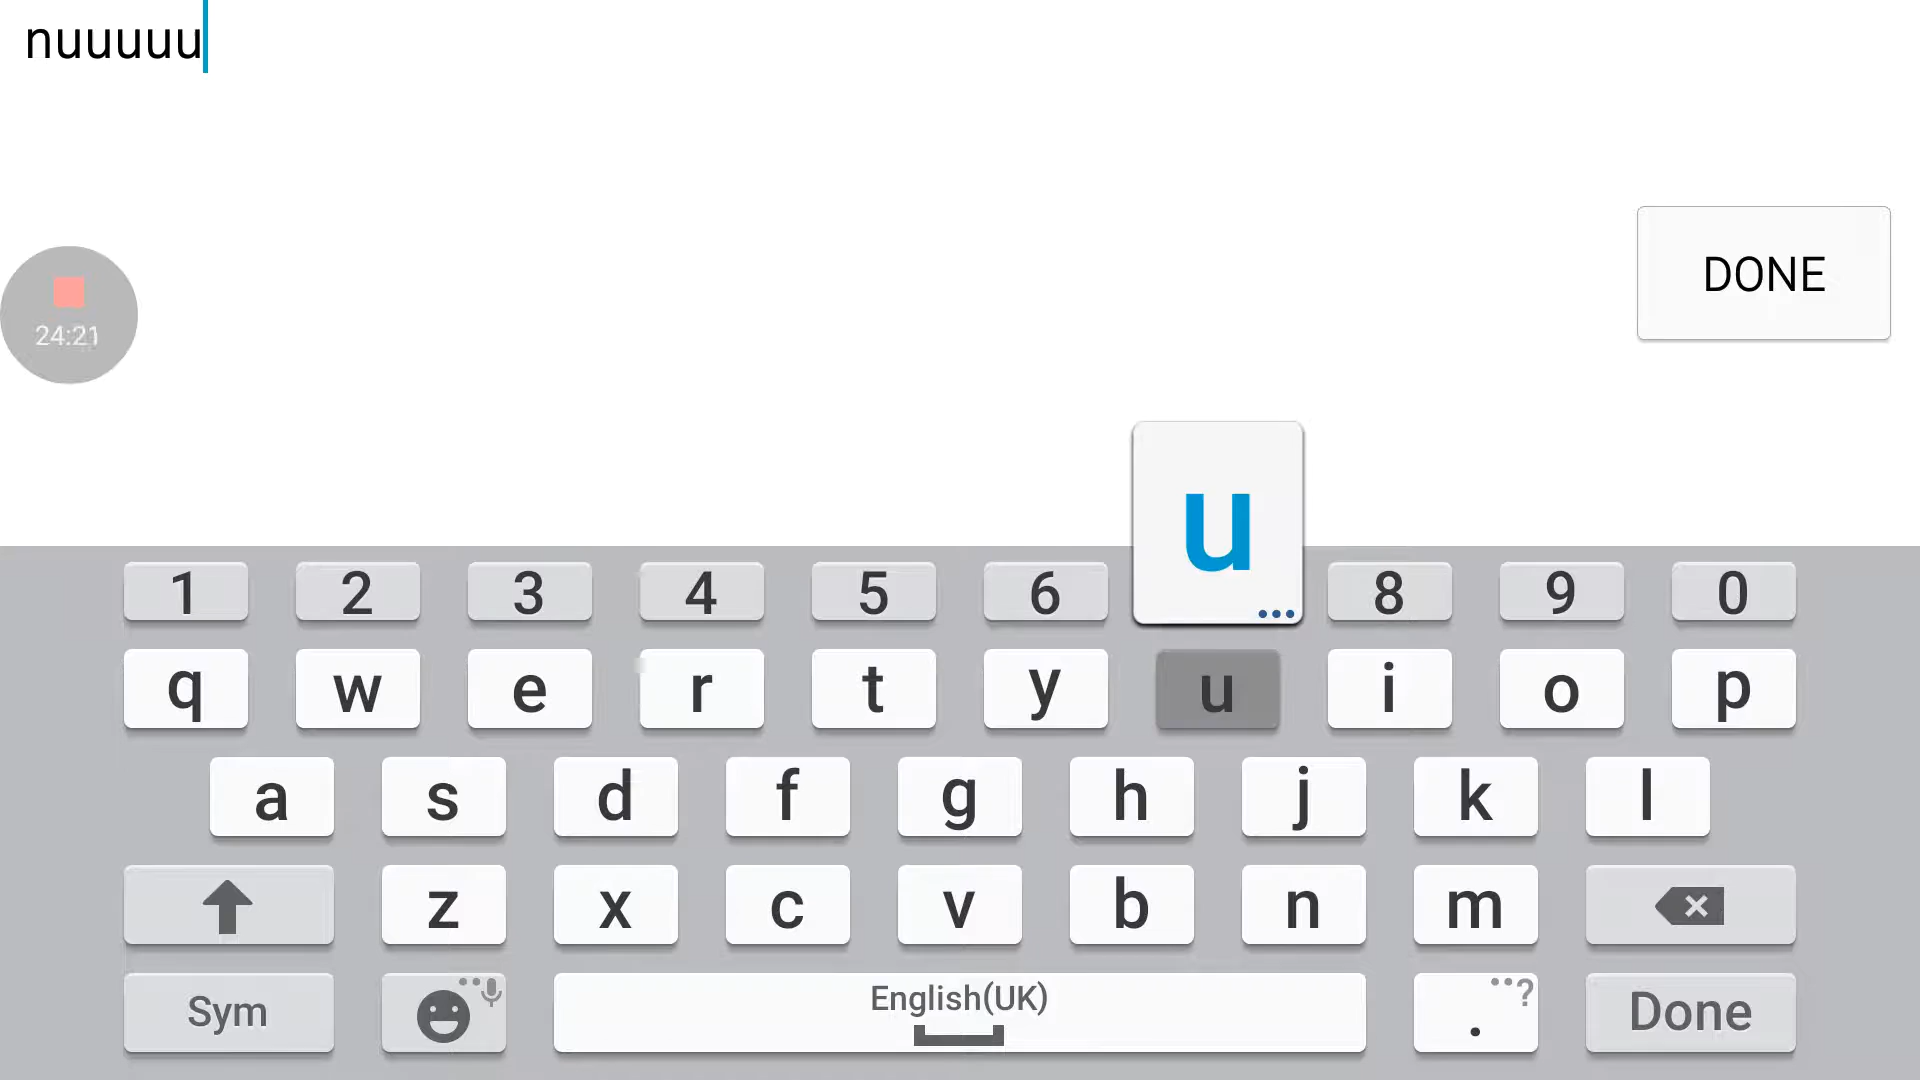 nuuuuu
24:21
DONE
u
1 2 3 4 5 6 8 9 0
q w e r t y u i o p
a s d f g h j k l
z x c v b n m
Sym English(UK) . ? Done